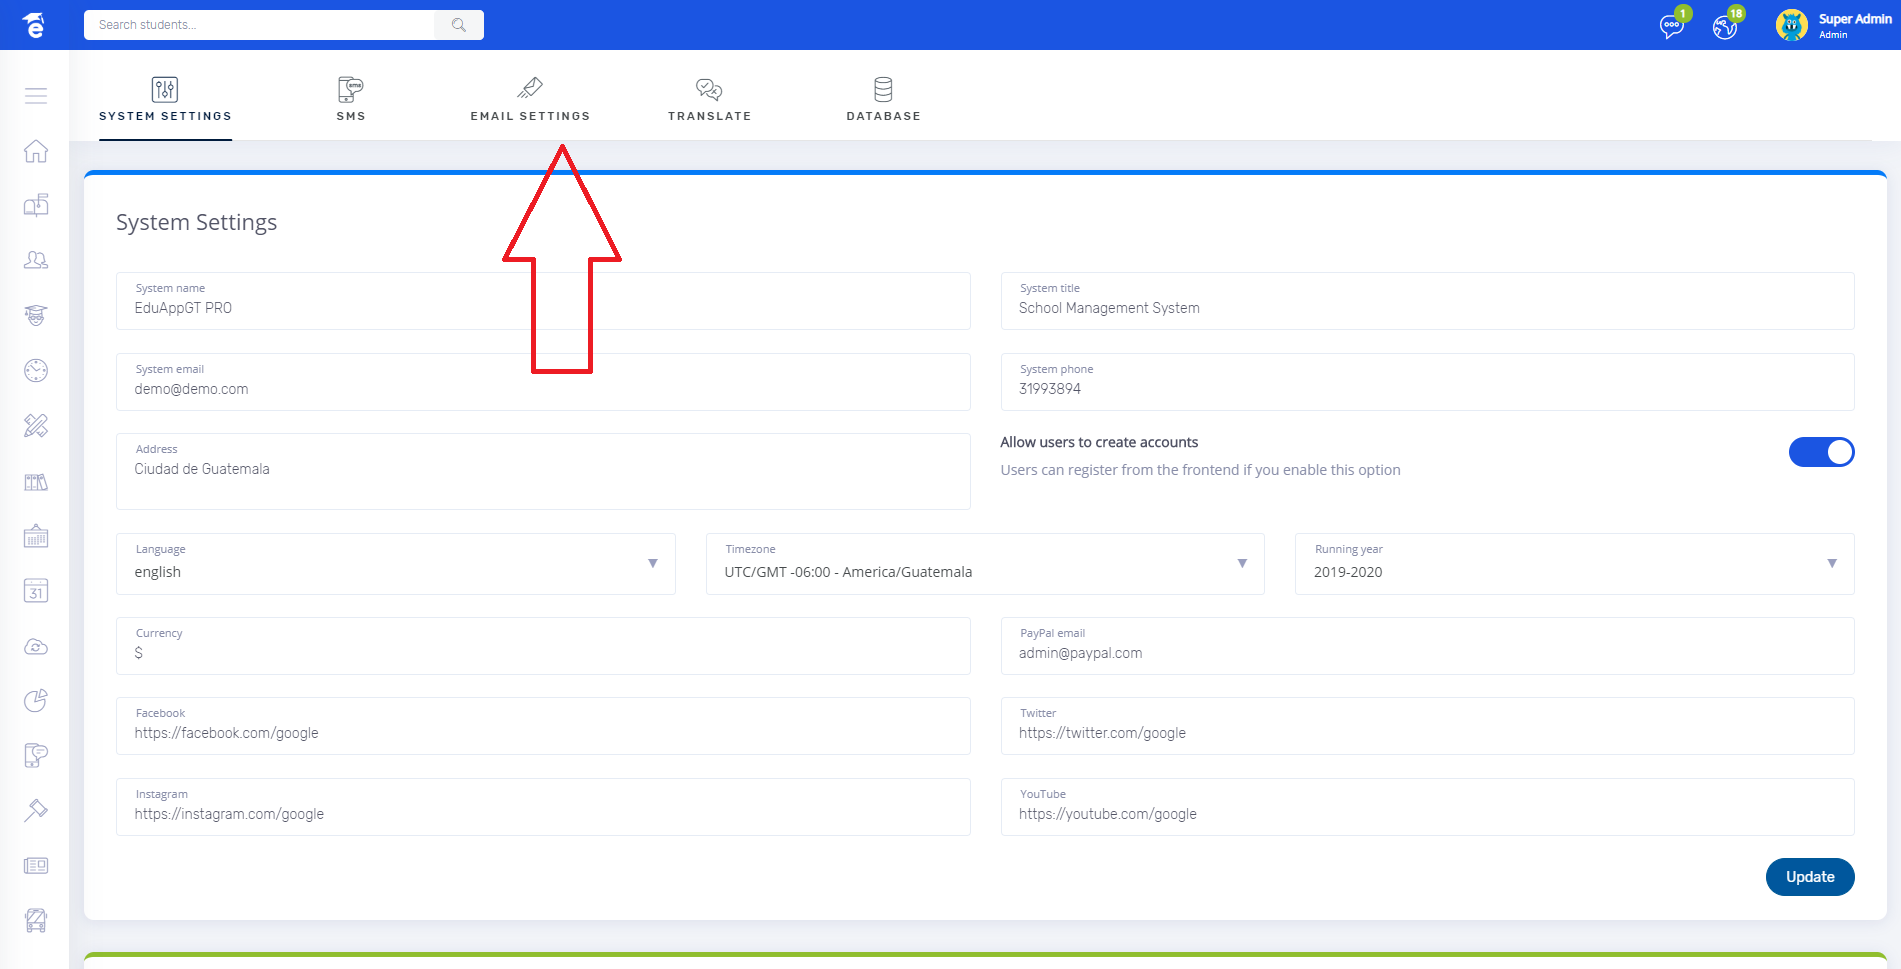 e
Search students...
1
18
Super Admin
Admin
SYSTEM SETTINGS
SMS
SMS
EMAIL SETTINGS
TRANSLATE
DATABASE
System Settings
System name
EduAppGT PRO
System title
School Management System
System email
demo@demo.com
System phone
31993894
Address
Ciudad de Guatemala
Allow users to create accounts
Users can register from the frontend if you enable this option
Language
english
Timezone
UTC/GMT -06:00 - America/Guatemala
Running year
2019-2020
Currency
$
PayPal email
admin@paypal.com
Facebook
https://facebook.com/google
Twitter
https://twitter.com/google
Instagram
https://instagram.com/google
YouTube
https://youtube.com/google
Update
31